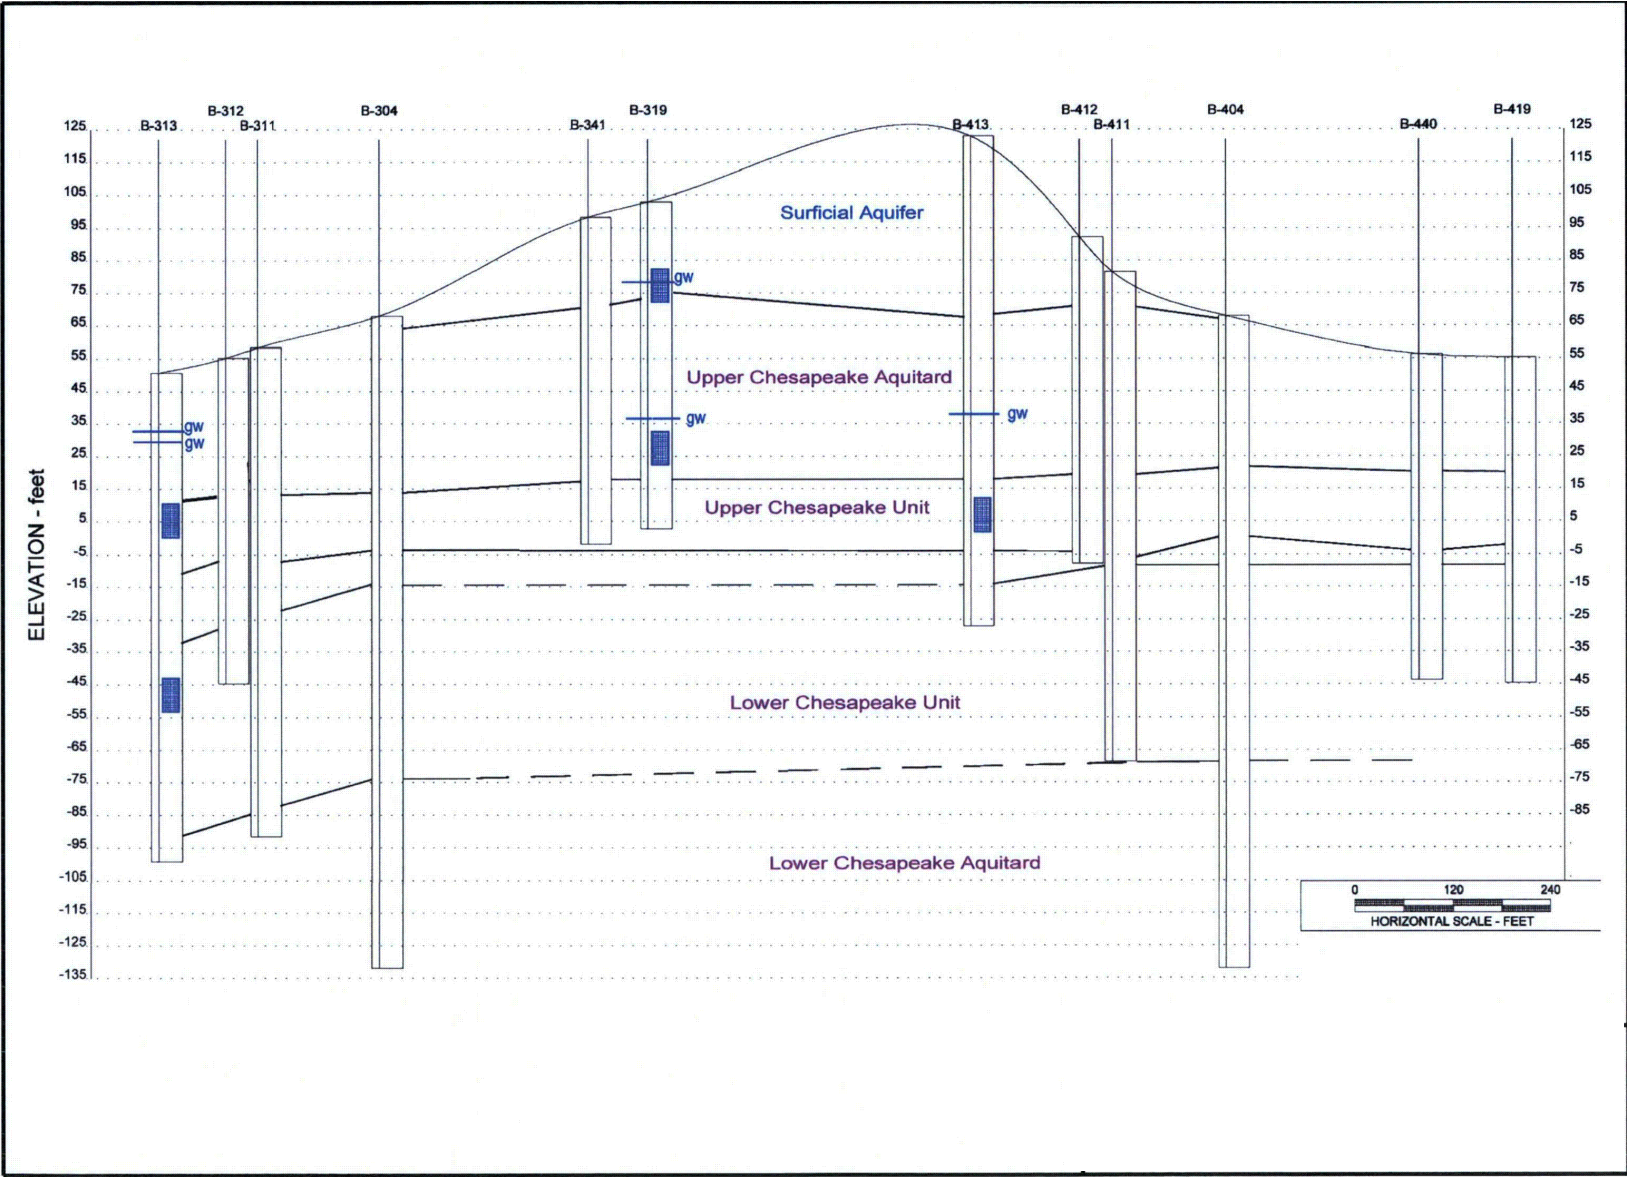 B-312 B-304 B-319 B-412 B-404 B-419
B-313 B-311 B-341 B-413 B-411 B-440
125 125
115 115
105 105
95 95
Surficial Aquifer
85 85
gw
75 75
65 65
55 55
Upper Chesapeake Aquitard
45 45
35 35
gw gw gw
gw
25 25
15 15
Upper Chesapeake Unit
5 5
-5 -5
-15 -15
-25 -25
-35 -35
-45 -45
Lower Chesapeake Unit
-55 -55
-65 -65
-75 -75
-85 -85
-95
Lower Chesapeake Aquitard
-105
-115
-125
-135
ELEVATION - feet
0 120 240
HORIZONTAL SCALE - FEET